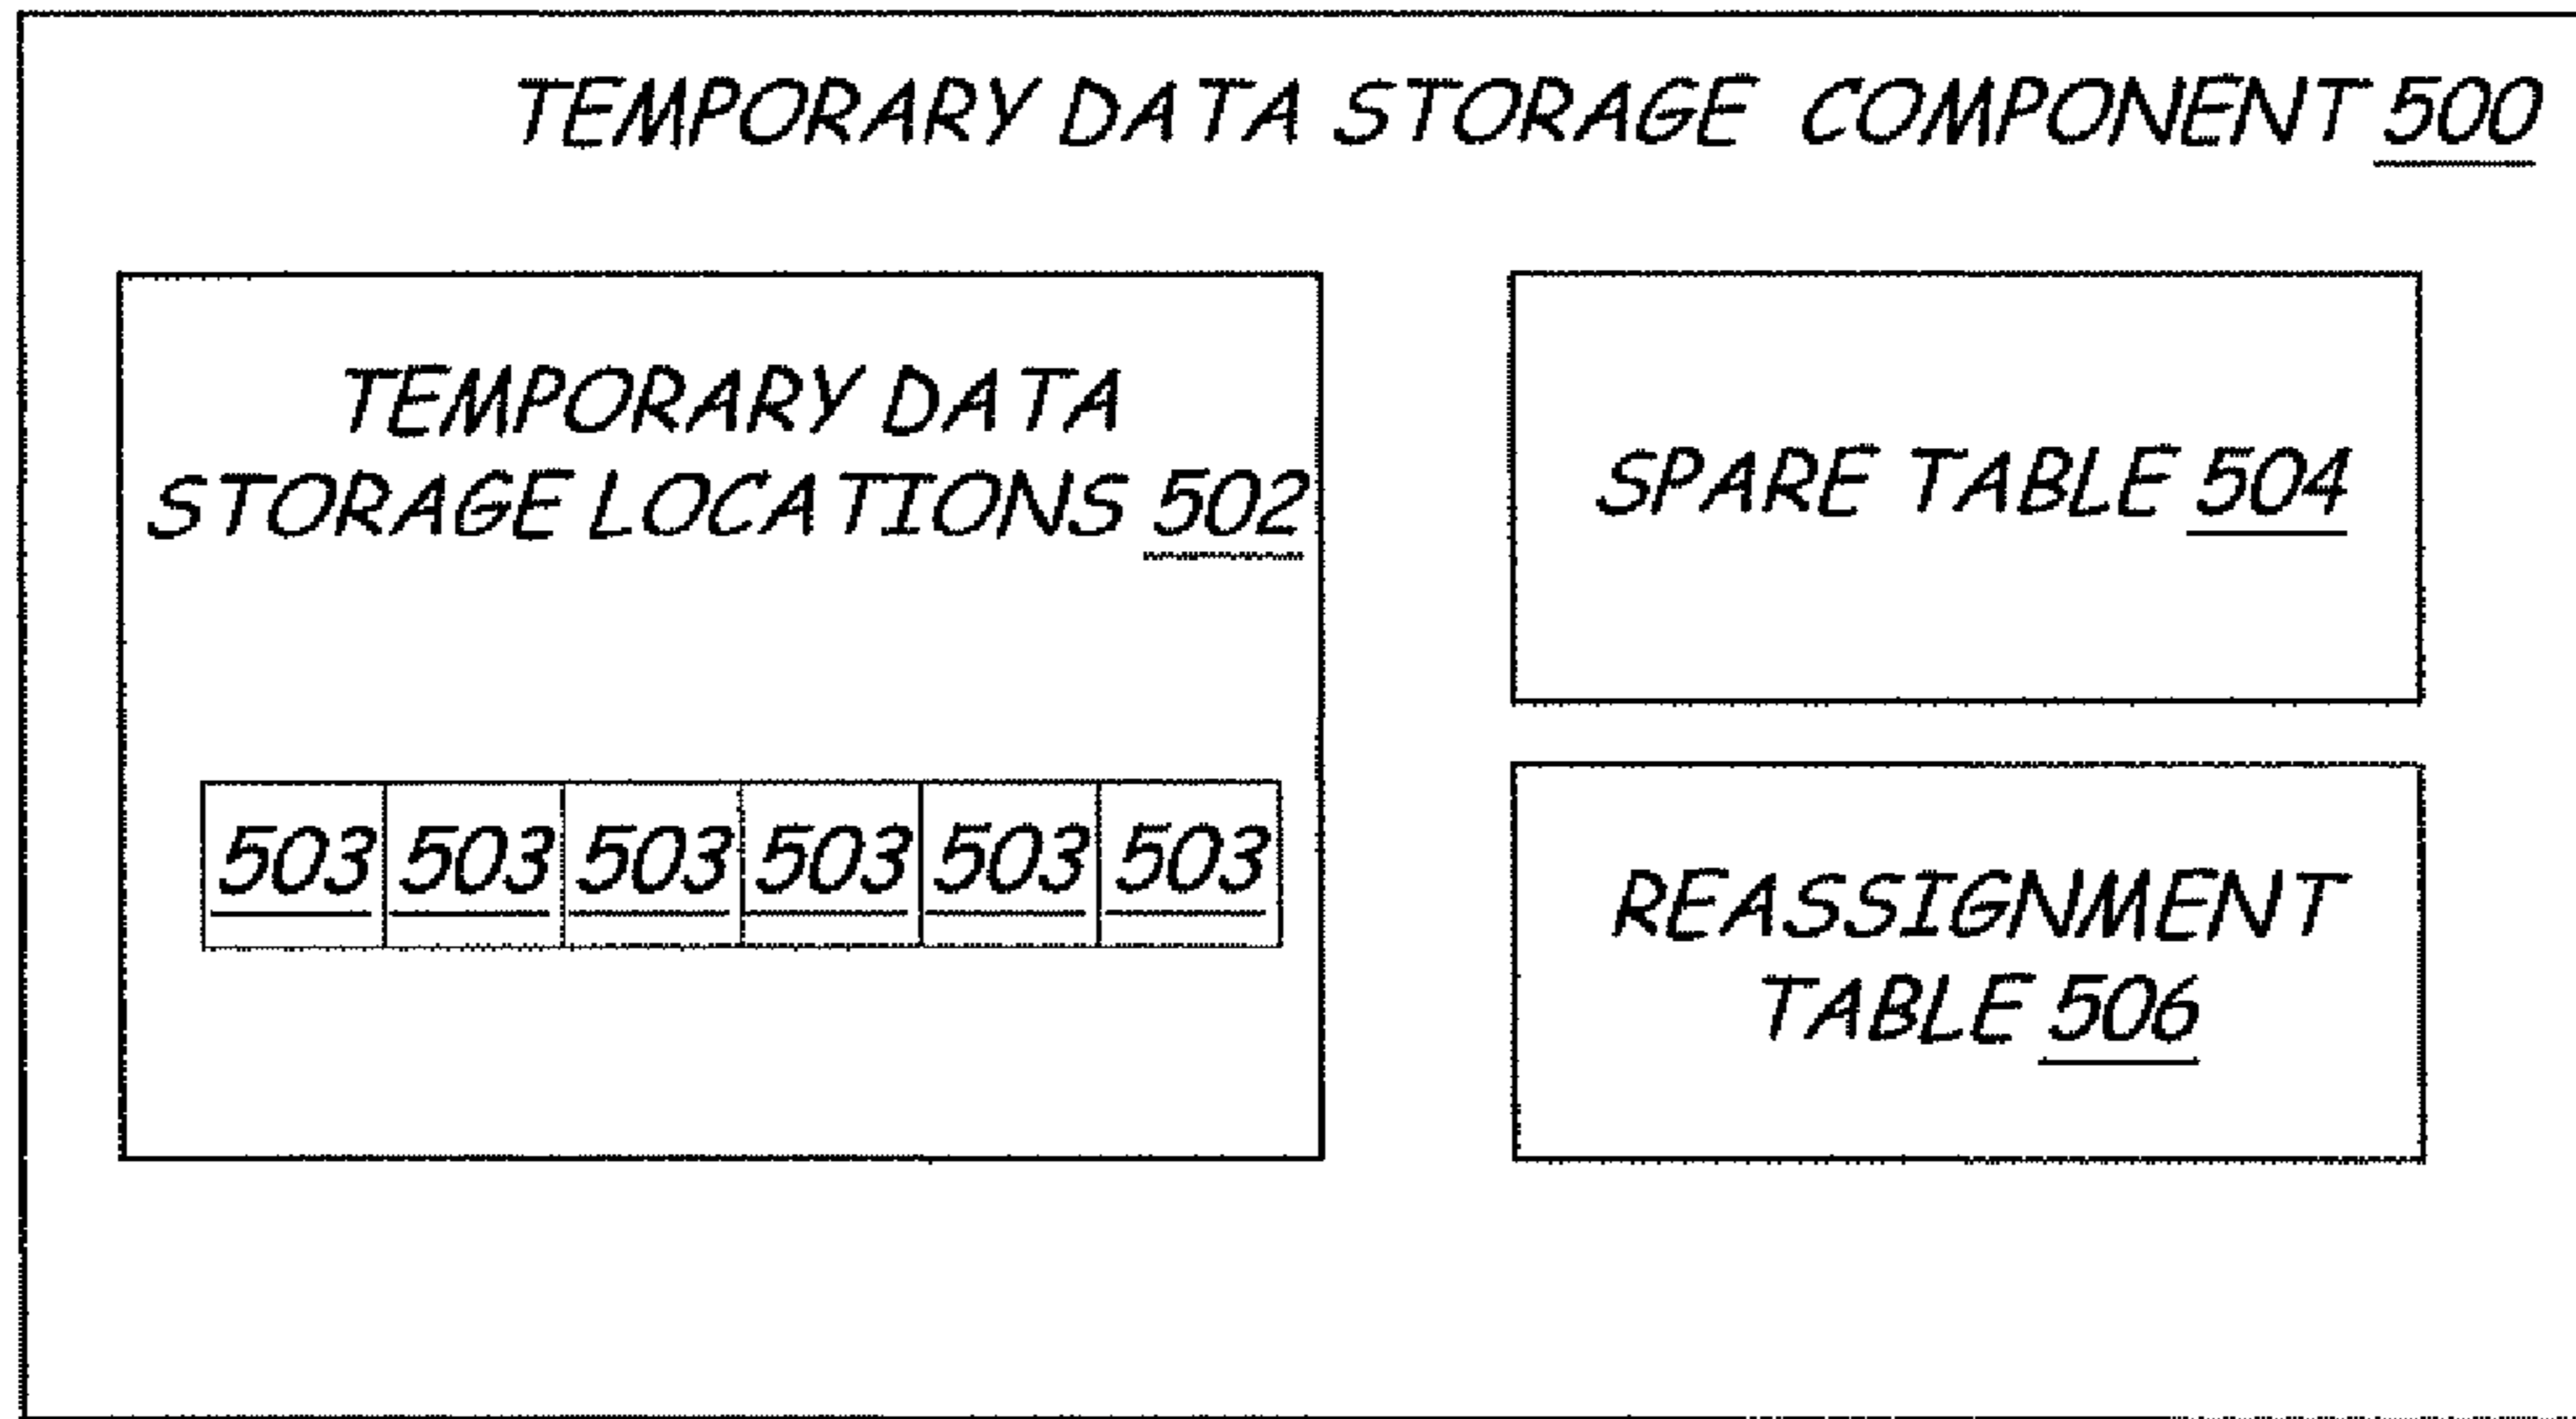 TEMPORARY DATA STORAGE COMPONENT 500
TEMPORARY DATA
STORAGE LOCATIONS 502
503 503 503 503 503 503
SPARE TABLE 504
REASSIGNMENT
TABLE 506